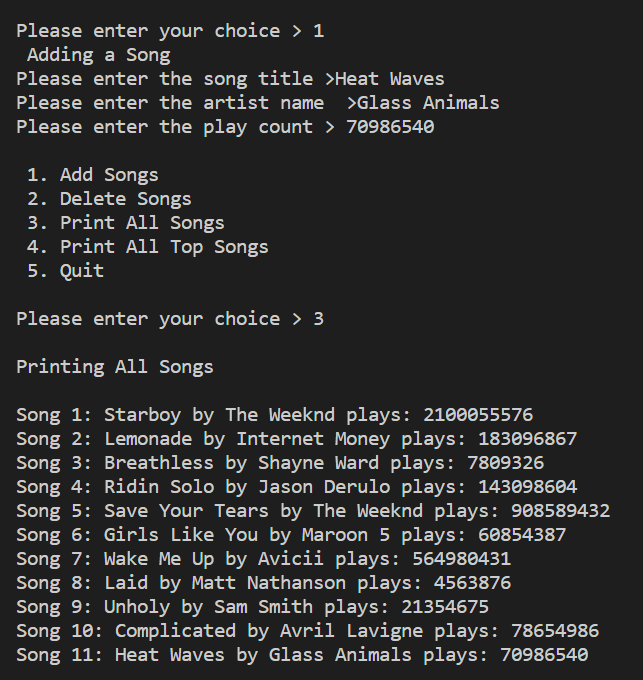 Please enter your choice > 1
Adding a Song
Please enter the song title >Heat Waves
Please enter the artist name  >Glass Animals
Please enter the play count > 70986540
1. Add Songs
2. Delete Songs
3. Print All Songs
4. Print All Top Songs
5. Quit
Please enter your choice > 3
Printing All Songs
Song 1: Starboy by The Weeknd plays: 2100055576
Song 2: Lemonade by Internet Money plays: 183096867
Song 3: Breathless by Shayne Ward plays: 7809326
Song 4: Ridin Solo by Jason Derulo plays: 143098604
Song 5: Save Your Tears by The Weeknd plays: 908589432
Song 6: Girls Like You by Maroon 5 plays: 60854387
Song 7: Wake Me Up by Avicii plays: 564980431
Song 8: Laid by Matt Nathanson plays: 4563876
Song 9: Unholy by Sam Smith plays: 21354675
Song 10: Complicated by Avril Lavigne plays: 78654986
Song 11: Heat Waves by Glass Animals plays: 70986540